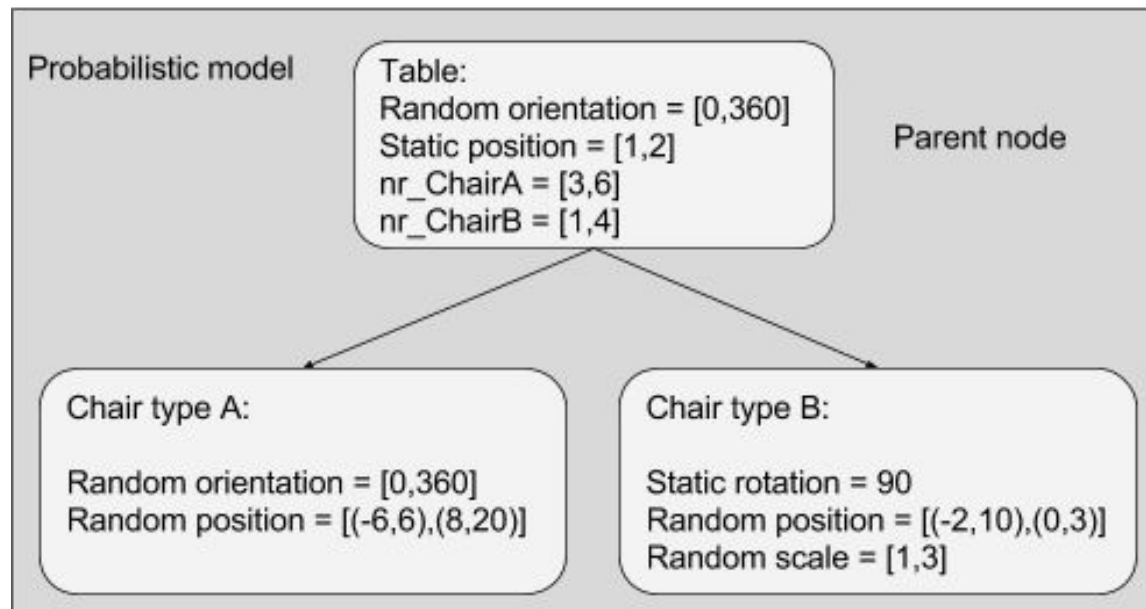 Probabilistic model
Table:
Random orientation = [0,360]
Static position = [1,2]
nr_ChairA = [3,6]
nr_ChairB = [1,4]
Parent node
Chair type A:
Random orientation = [0,360]
Random position = [(-6,6),(8,20)]
Chair type B:
Static rotation = 90
Random position = [(-2,10),(0,3)]
Random scale = [1,3]